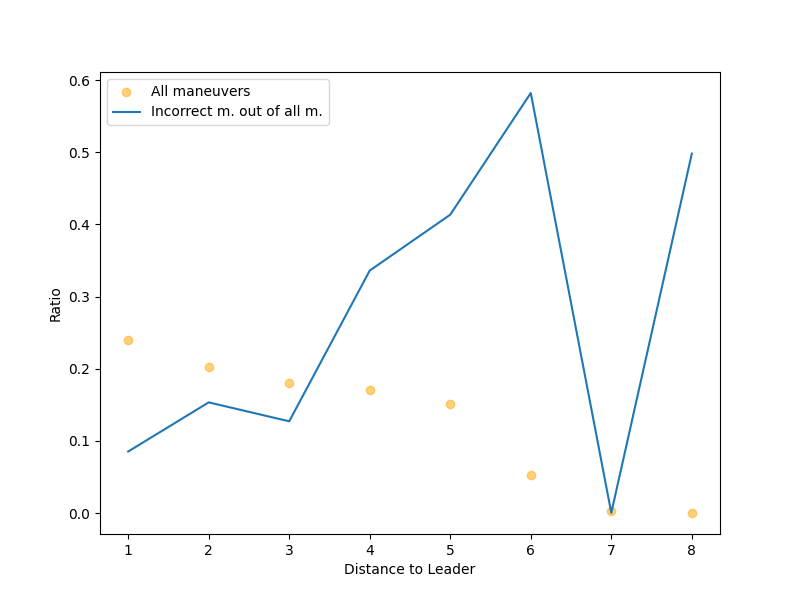 All maneuvers
Incorrect m. out of all m.
0.6
0.5
0.4
0.3
0.2
0.1
0.0
Ratio
1 2 3 4 5 6 7 8
Distance to Leader